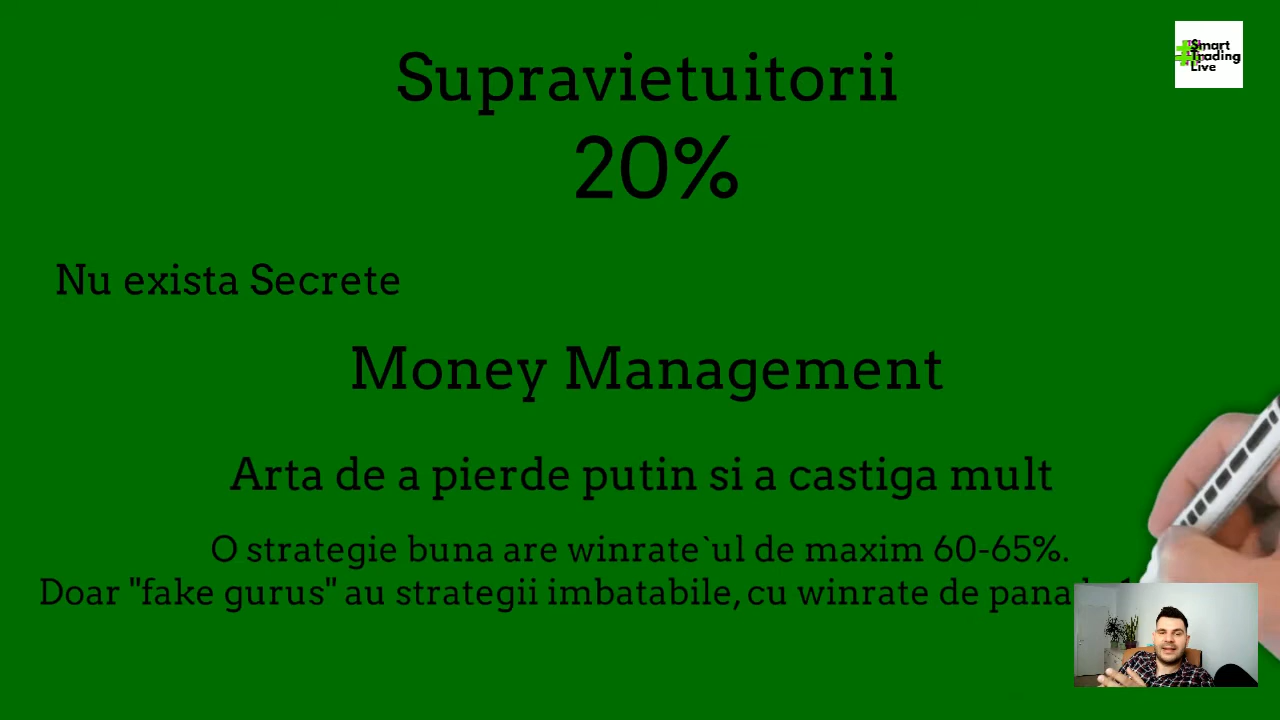 Smart
Trading
Live
Supravietuitorii
20%
Nu exista Secrete
Money Management
Arta de a pierde putin si a castiga mult
O strategie buna are winrate`ul de maxim 60-65%.
Doar "fake gurus" au strategii imbatabile, cu winrate de pana